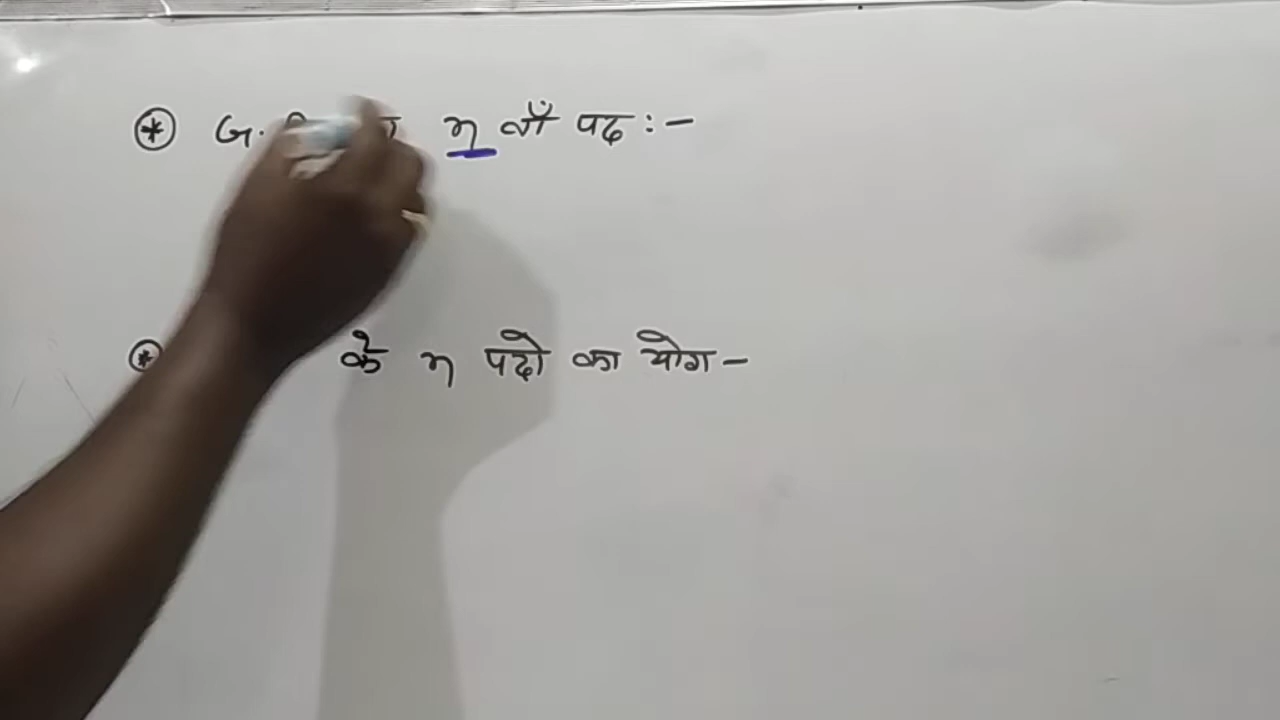 * G. n वाँ पद :-
* के n पदो का योग -